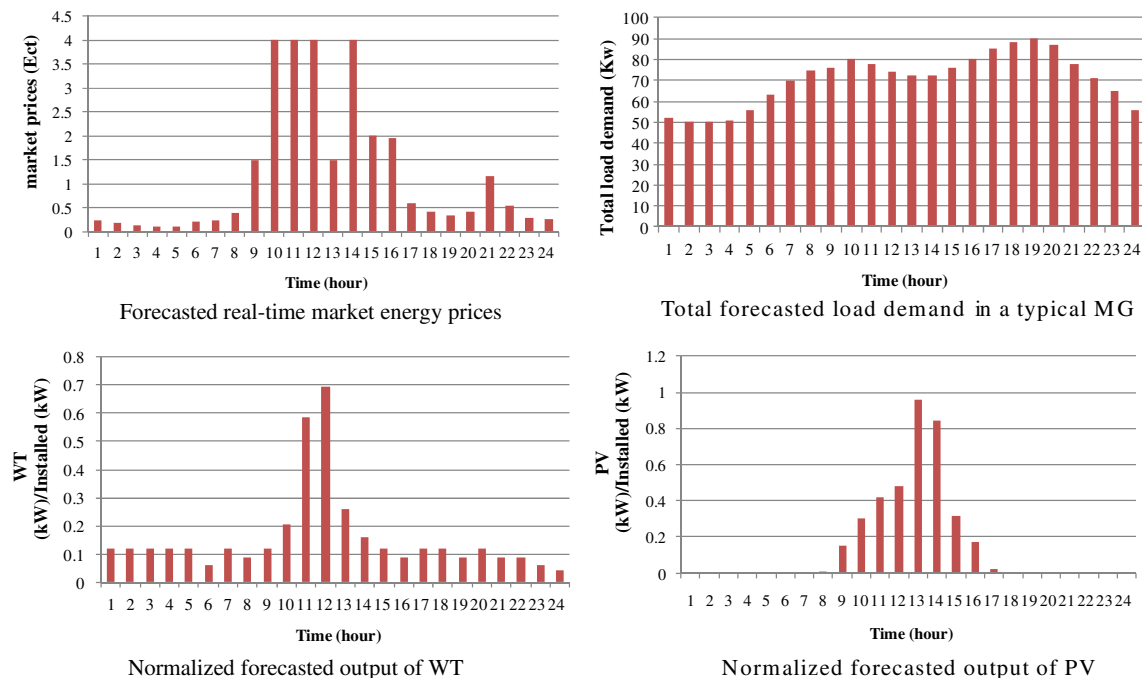 market prices (Ect)
4.5
4
3.5
3
2.5
2
1.5
1
0.5
0
1 2 3 4 5 6 7 8 9 10 11 12 13 14 15 16 17 18 19 20 21 22 23 24
Time (hour)
Forecasted real-time market energy prices
Total load demand (Kw)
100
90
80
70
60
50
40
30
20
10
0
1 2 3 4 5 6 7 8 9 10 11 12 13 14 15 16 17 18 19 20 21 22 23 24
Time (hour)
Total forecasted load demand in a typical MG
WT
(kW)/Installed (kW)
0.8
0.7
0.6
0.5
0.4
0.3
0.2
0.1
0
1 2 3 4 5 6 7 8 9 10 11 12 13 14 15 16 17 18 19 20 21 22 23 24
Time (hour)
Normalized forecasted output of WT
PV
(kW)/Installed (kW)
1.2
1
0.8
0.6
0.4
0.2
0
1 2 3 4 5 6 7 8 9 10 11 12 13 14 15 16 17 18 19 20 21 22 23 24
Time (hour)
Normalized forecasted output of PV